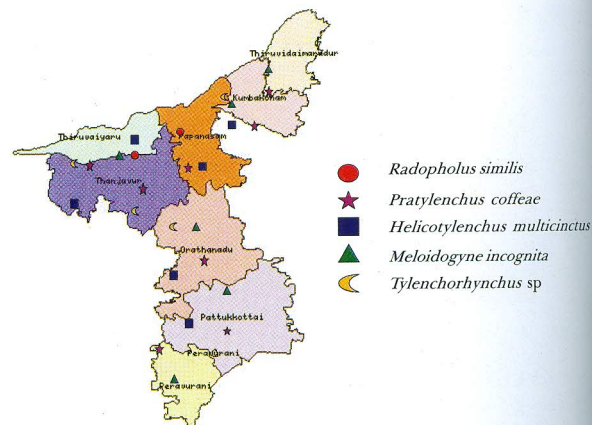 Thiruvidaimarudur
Kumbakonam
Thiruvaiyaru
Papanasam
Thanjavur
Orathanadu
Pattukkottai
Peravurani
Peravurani
Radopholus similis
Pratylenchus coffeae
Helicotylenchus multicinctus
Meloidogyne incognita
Tylenchorhynchus sp